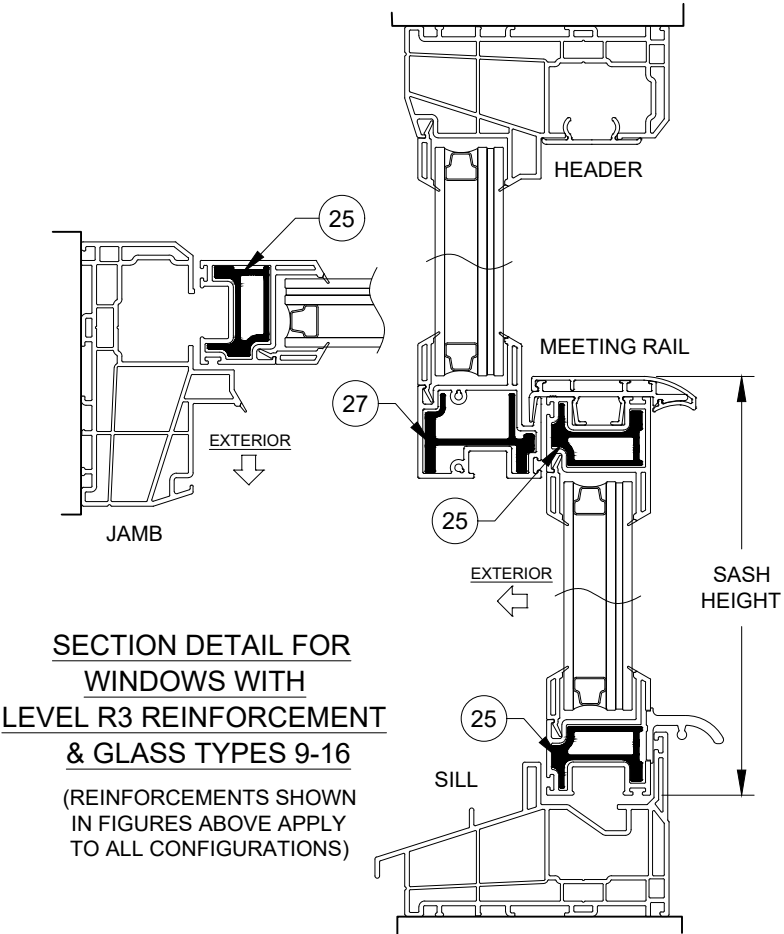 HEADER
25
MEETING RAIL
27
EXTERIOR
25
JAMB
EXTERIOR
SASH
HEIGHT
SECTION DETAIL FOR
WINDOWS WITH
LEVEL R3 REINFORCEMENT
& GLASS TYPES 9-16
25
SILL
(REINFORCEMENTS SHOWN
IN FIGURES ABOVE APPLY
TO ALL CONFIGURATIONS)